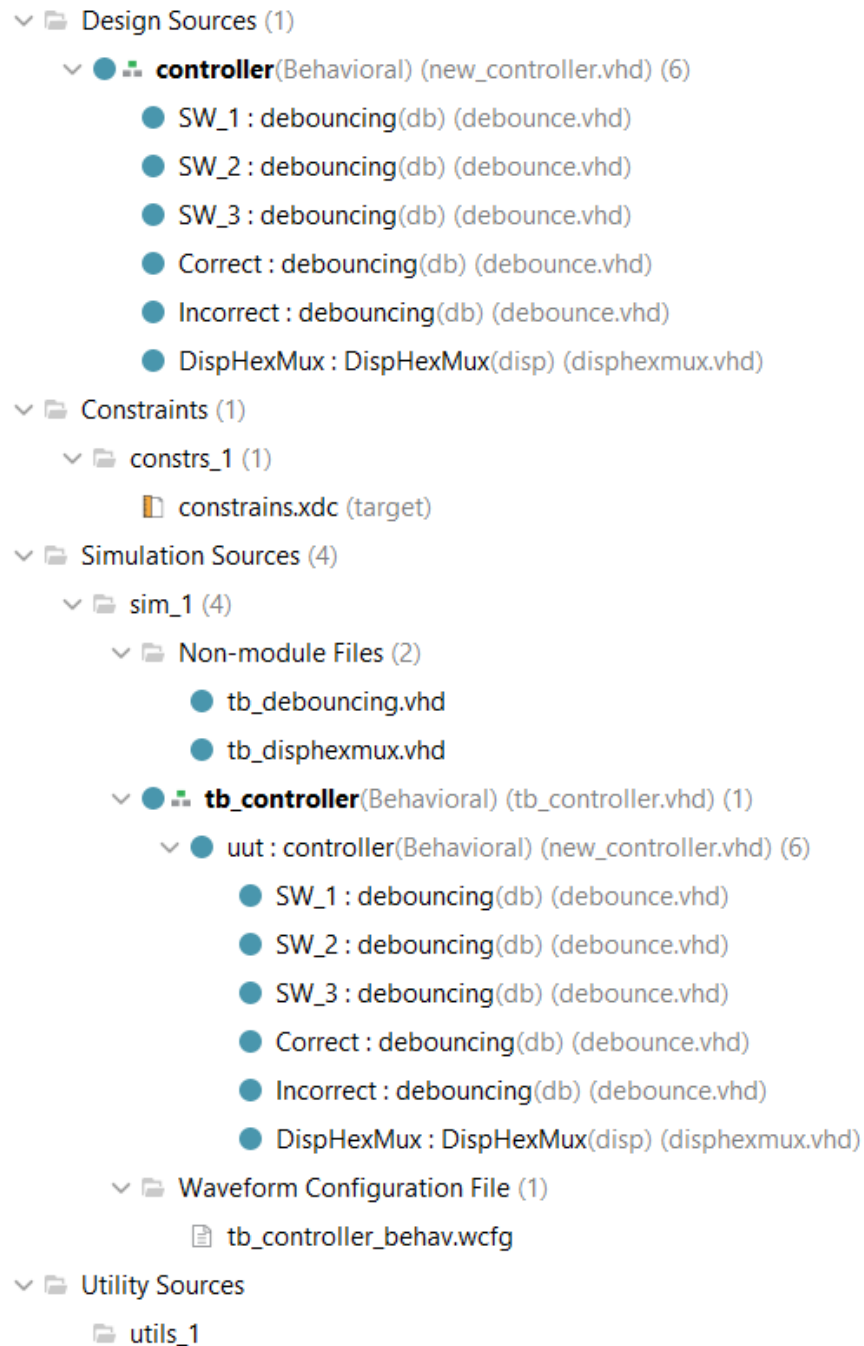 Design Sources (1)
controller(Behavioral) (new_controller.vhd) (6)
SW_1 : debouncing(db) (debounce.vhd)
SW_2 : debouncing(db) (debounce.vhd)
SW_3 : debouncing(db) (debounce.vhd)
Correct : debouncing(db) (debounce.vhd)
Incorrect : debouncing(db) (debounce.vhd)
DispHexMux : DispHexMux(disp) (disphexmux.vhd)
Constraints (1)
constrs_1 (1)
constrains.xdc (target)
Simulation Sources (4)
sim_1 (4)
Non-module Files (2)
tb_debouncing.vhd
tb_disphexmux.vhd
tb_controller(Behavioral) (tb_controller.vhd) (1)
uut : controller(Behavioral) (new_controller.vhd) (6)
SW_1 : debouncing(db) (debounce.vhd)
SW_2 : debouncing(db) (debounce.vhd)
SW_3 : debouncing(db) (debounce.vhd)
Correct : debouncing(db) (debounce.vhd)
Incorrect : debouncing(db) (debounce.vhd)
DispHexMux : DispHexMux(disp) (disphexmux.vhd)
Waveform Configuration File (1)
tb_controller_behav.wcfg
Utility Sources
utils_1